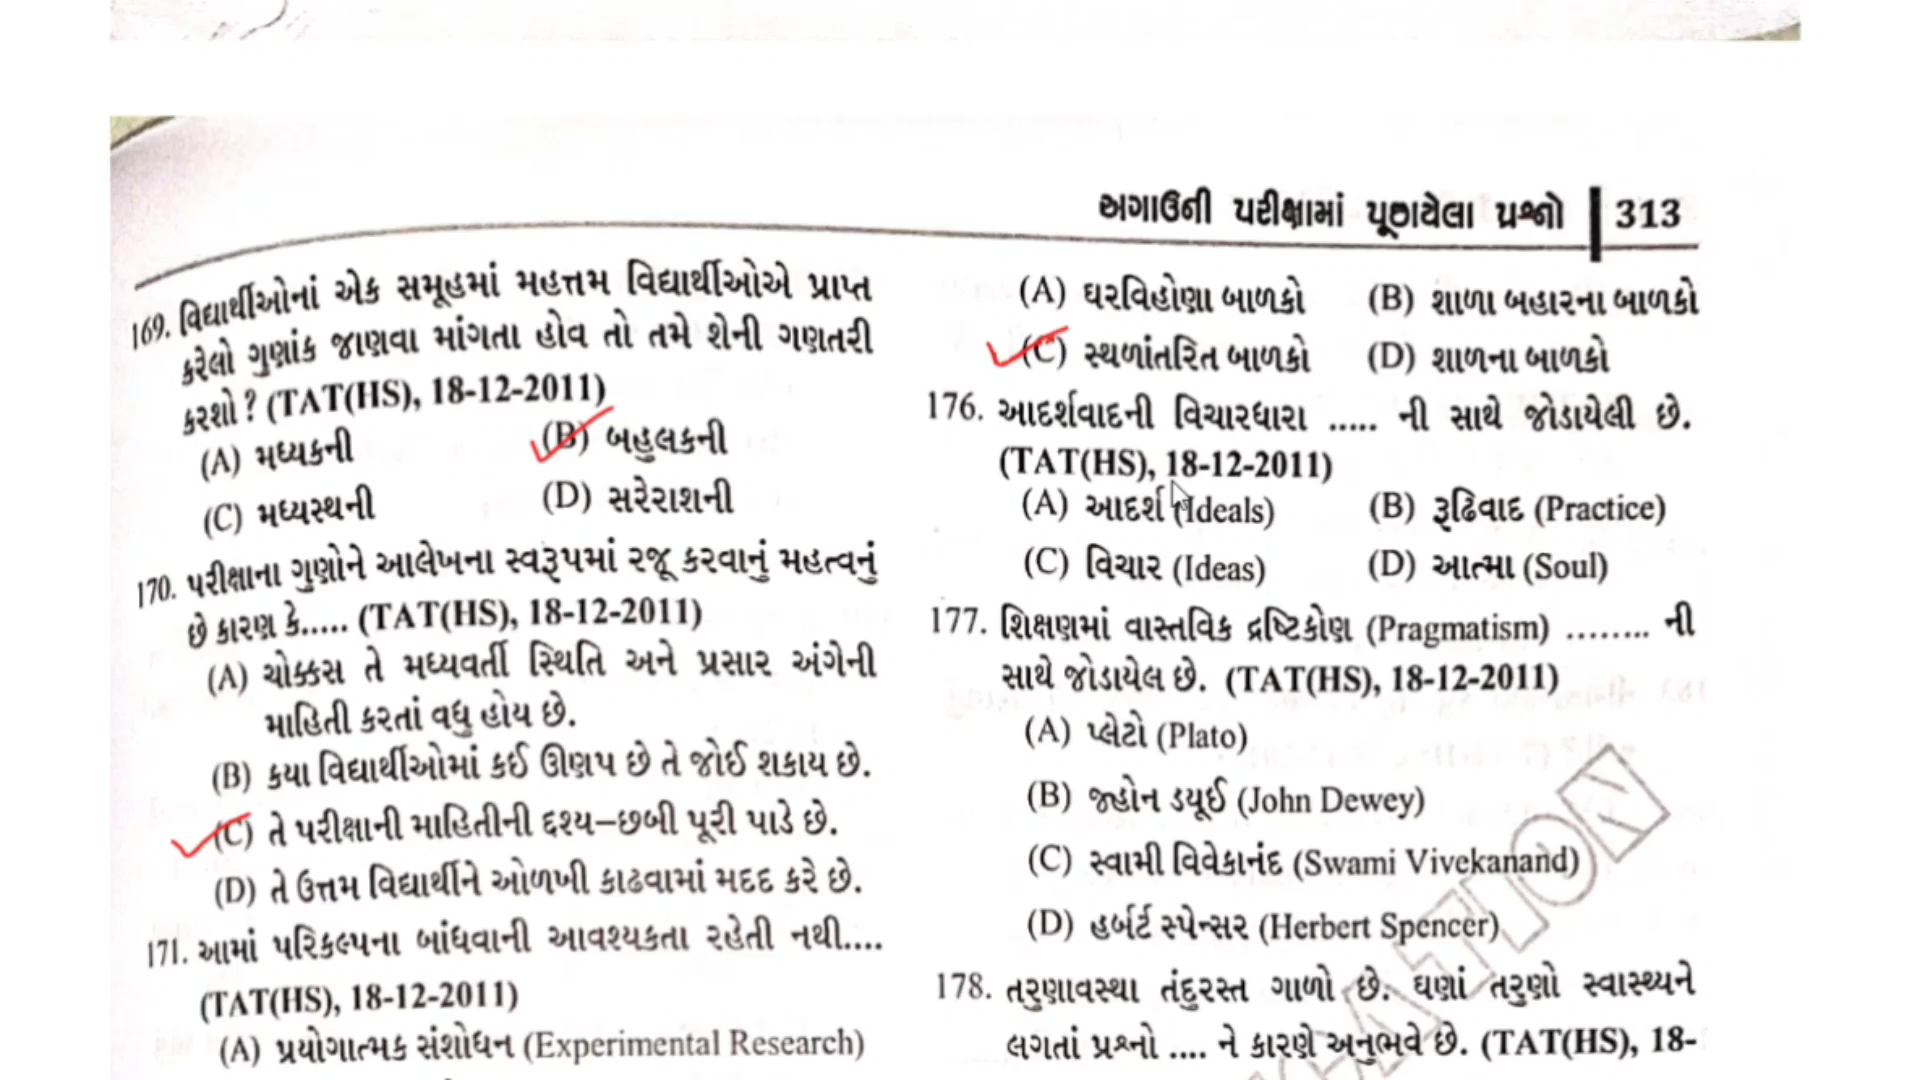 અગાઉની પરીક્ષામાં પૂછાયેલા પ્રશ્નો 313
169. વિદ્યાર્થીઓનાં એક સમૂહમાં મહત્તમ વિદ્યાર્થીઓએ પ્રાપ્ત
કરેલો ગુણાંક જાણવા માંગતા હોવ તો તમે શેની ગણતરી
કરશો ? (TAT(HS), 18-12-2011)
(A) મધ્યકની (B) બહુલકની
(C) મધ્યસ્થની (D) સરેરાશની
170. પરીક્ષાના ગુણોને આલેખના સ્વરૂપમાં રજૂ કરવાનું મહત્વનું
છે કારણ કે..... (TAT(HS), 18-12-2011)
(A) ચોક્કસ તે મધ્યવર્તી સ્થિતિ અને પ્રસાર અંગેની
માહિતી કરતાં વધુ હોય છે.
(B) કયા વિદ્યાર્થીઓમાં કઈ ઊણપ છે તે જોઈ શકાય છે.
(C) તે પરીક્ષાની માહિતીની દ્દશ્ય–છબી પૂરી પાડે છે.
(D) તે ઉત્તમ વિદ્યાર્થીને ઓળખી કાઢવામાં મદદ કરે છે.
171. આમાં પરિકલ્પના બાંધવાની આવશ્યકતા રહેતી નથી....
(TAT(HS), 18-12-2011)
(A) પ્રયોગાત્મક સંશોધન (Experimental Research)
(A) ઘરવિહોણા બાળકો (B) શાળા બહારના બાળકો
(C) સ્થળાંતરિત બાળકો (D) શાળના બાળકો
176. આદર્શવાદની વિચારધારા ..... ની સાથે જોડાયેલી છે.
(TAT(HS), 18-12-2011)
(A) આદર્શ (Ideals) (B) રૂઢિવાદ (Practice)
(C) વિચાર (Ideas) (D) આત્મા (Soul)
177. શિક્ષણમાં વાસ્તવિક દ્રષ્ટિકોણ (Pragmatism) ........ ની
સાથે જોડાયેલ છે. (TAT(HS), 18-12-2011)
(A) પ્લેટો (Plato)
(B) જ્હોન ડયૂઈ (John Dewey)
(C) સ્વામી વિવેકાનંદ (Swami Vivekanand)
(D) હર્બર્ટ સ્પેન્સર (Herbert Spencer)
178. તરુણાવસ્થા તંદુરસ્ત ગાળો છે. ઘણાં તરુણો સ્વાસ્થ્યને
લગતાં પ્રશ્નો .... ને કારણે અનુભવે છે. (TAT(HS), 18-